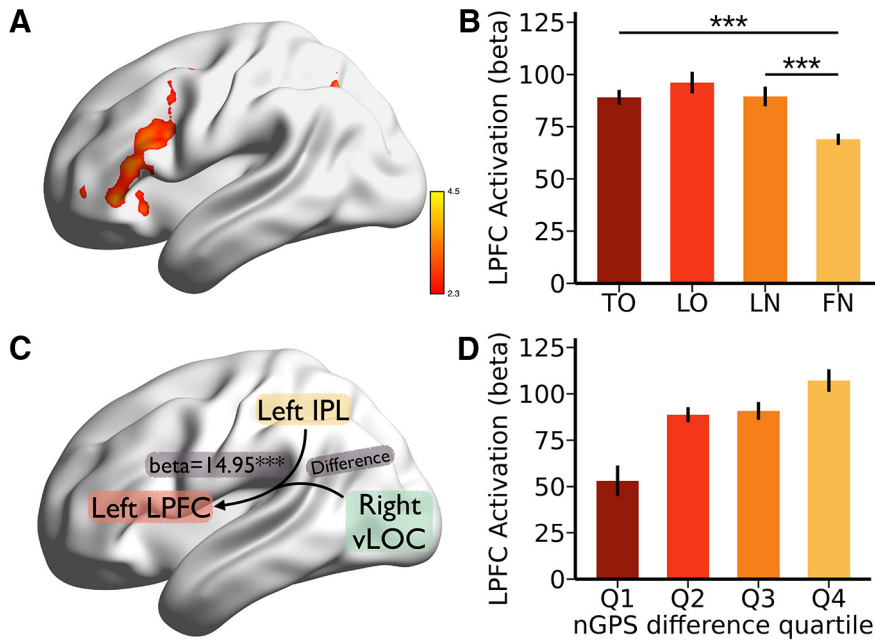 A
4.5
2.3
B
LPFC Activation (beta)
125
100
75
50
25
0
***
***
TO LO LN FN
C
Left IPL
beta=14.95***
Difference
Left LPFC
Right
vLOC
D
LPFC Activation (beta)
125
100
75
50
25
0
Q1 Q2 Q3 Q4
nGPS difference quartile